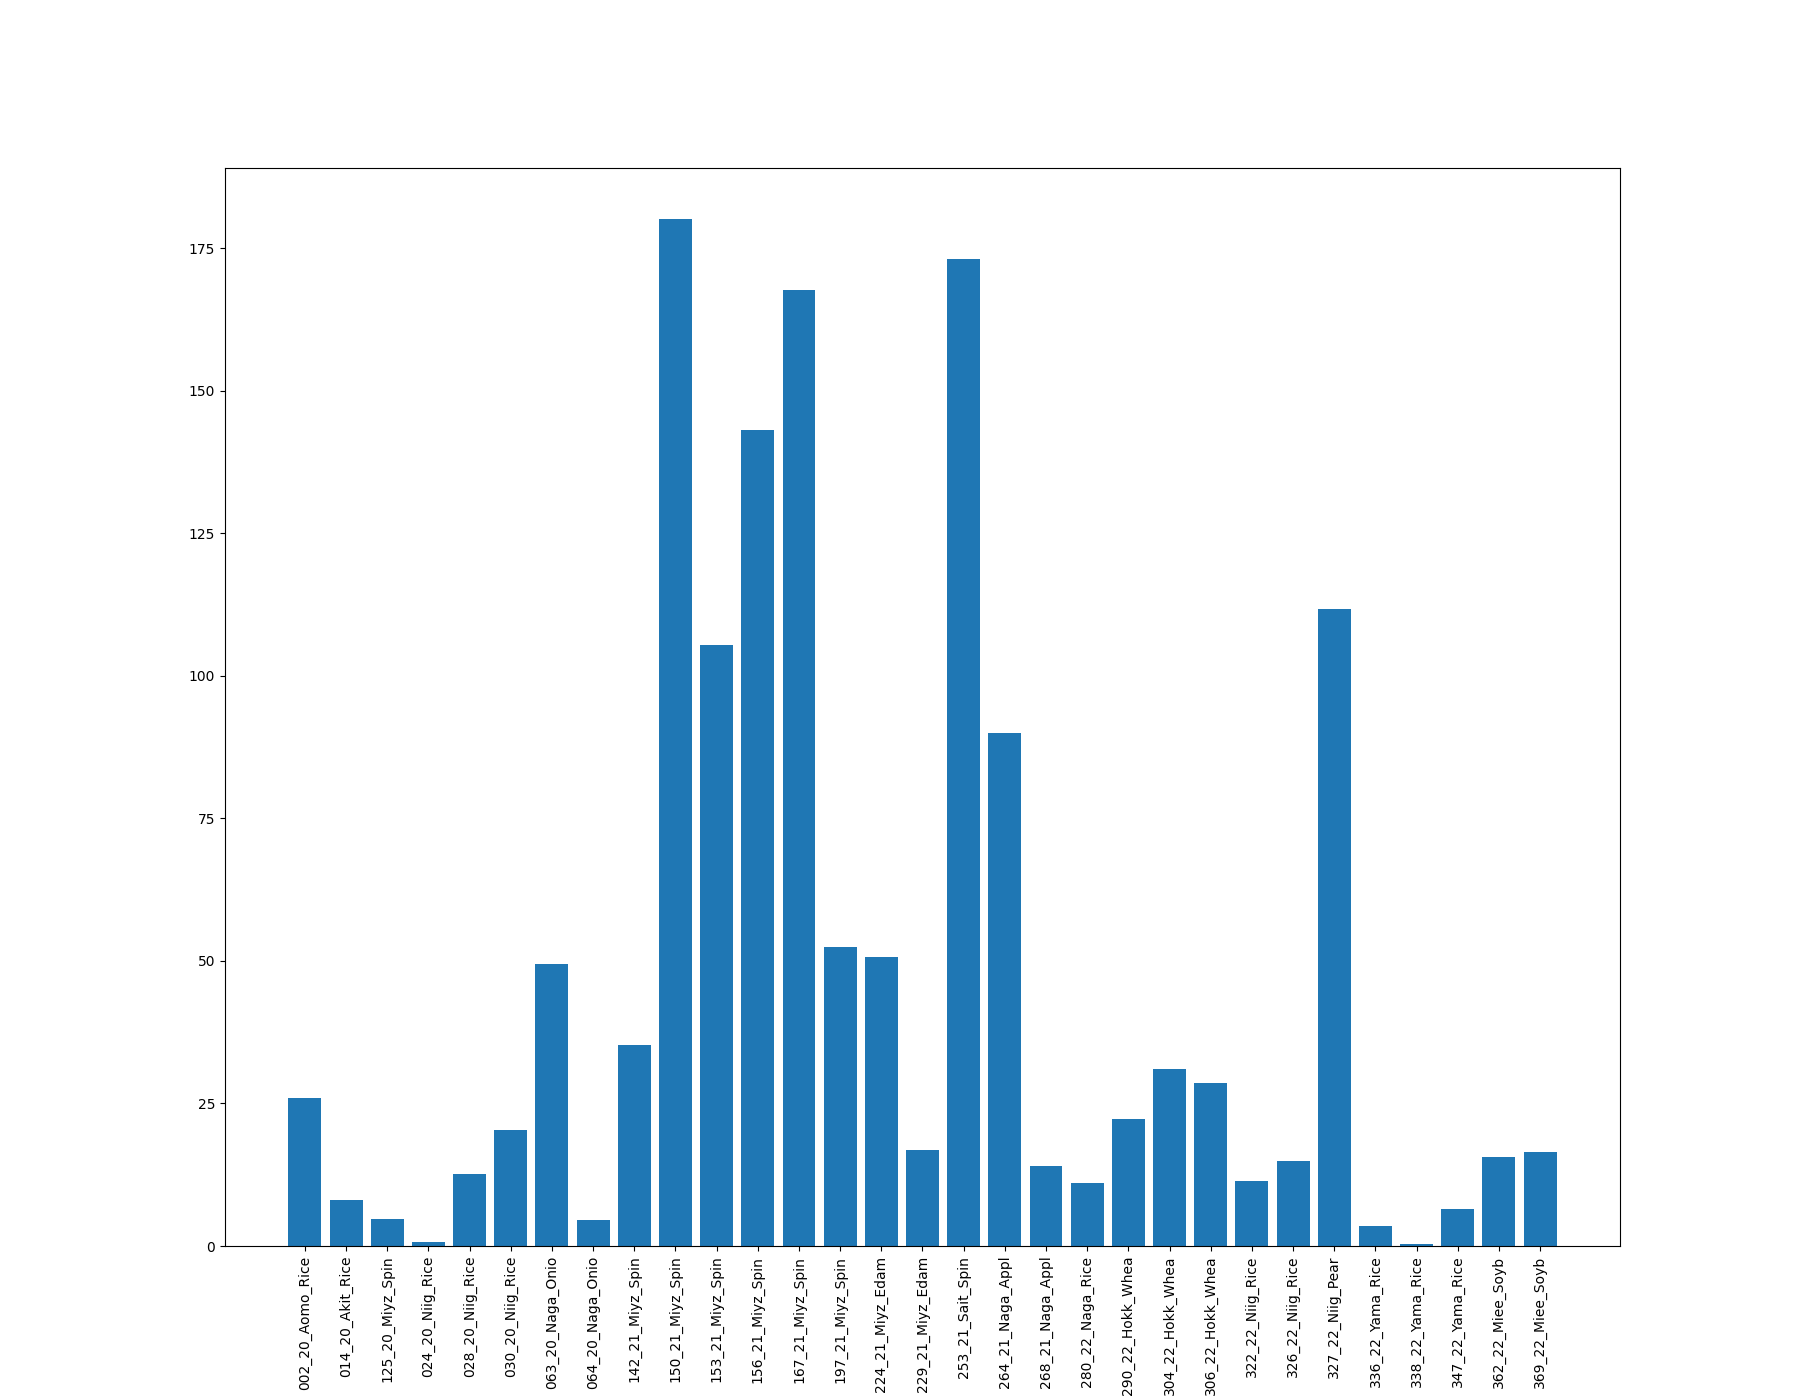 175
150
125
100
75
50
25
0
002_20_Aomo_Rice
014_20_Akit_Rice
125_20_Miyz_Spin
024_20_Niig_Rice
028_20_Niig_Rice
030_20_Niig_Rice
063_20_Naga_Onio
064_20_Naga_Onio
142_21_Miyz_Spin
150_21_Miyz_Spin
153_21_Miyz_Spin
156_21_Miyz_Spin
167_21_Miyz_Spin
197_21_Miyz_Spin
224_21_Miyz_Edam
229_21_Miyz_Edam
253_21_Sait_Spin
264_21_Naga_Appl
268_21_Naga_Appl
280_22_Naga_Rice
290_22_Hokk_Whea
304_22_Hokk_Whea
306_22_Hokk_Whea
322_22_Niig_Rice
326_22_Niig_Rice
327_22_Niig_Pear
336_22_Yama_Rice
338_22_Yama_Rice
347_22_Yama_Rice
362_22_Miee_Soyb
369_22_Miee_Soyb